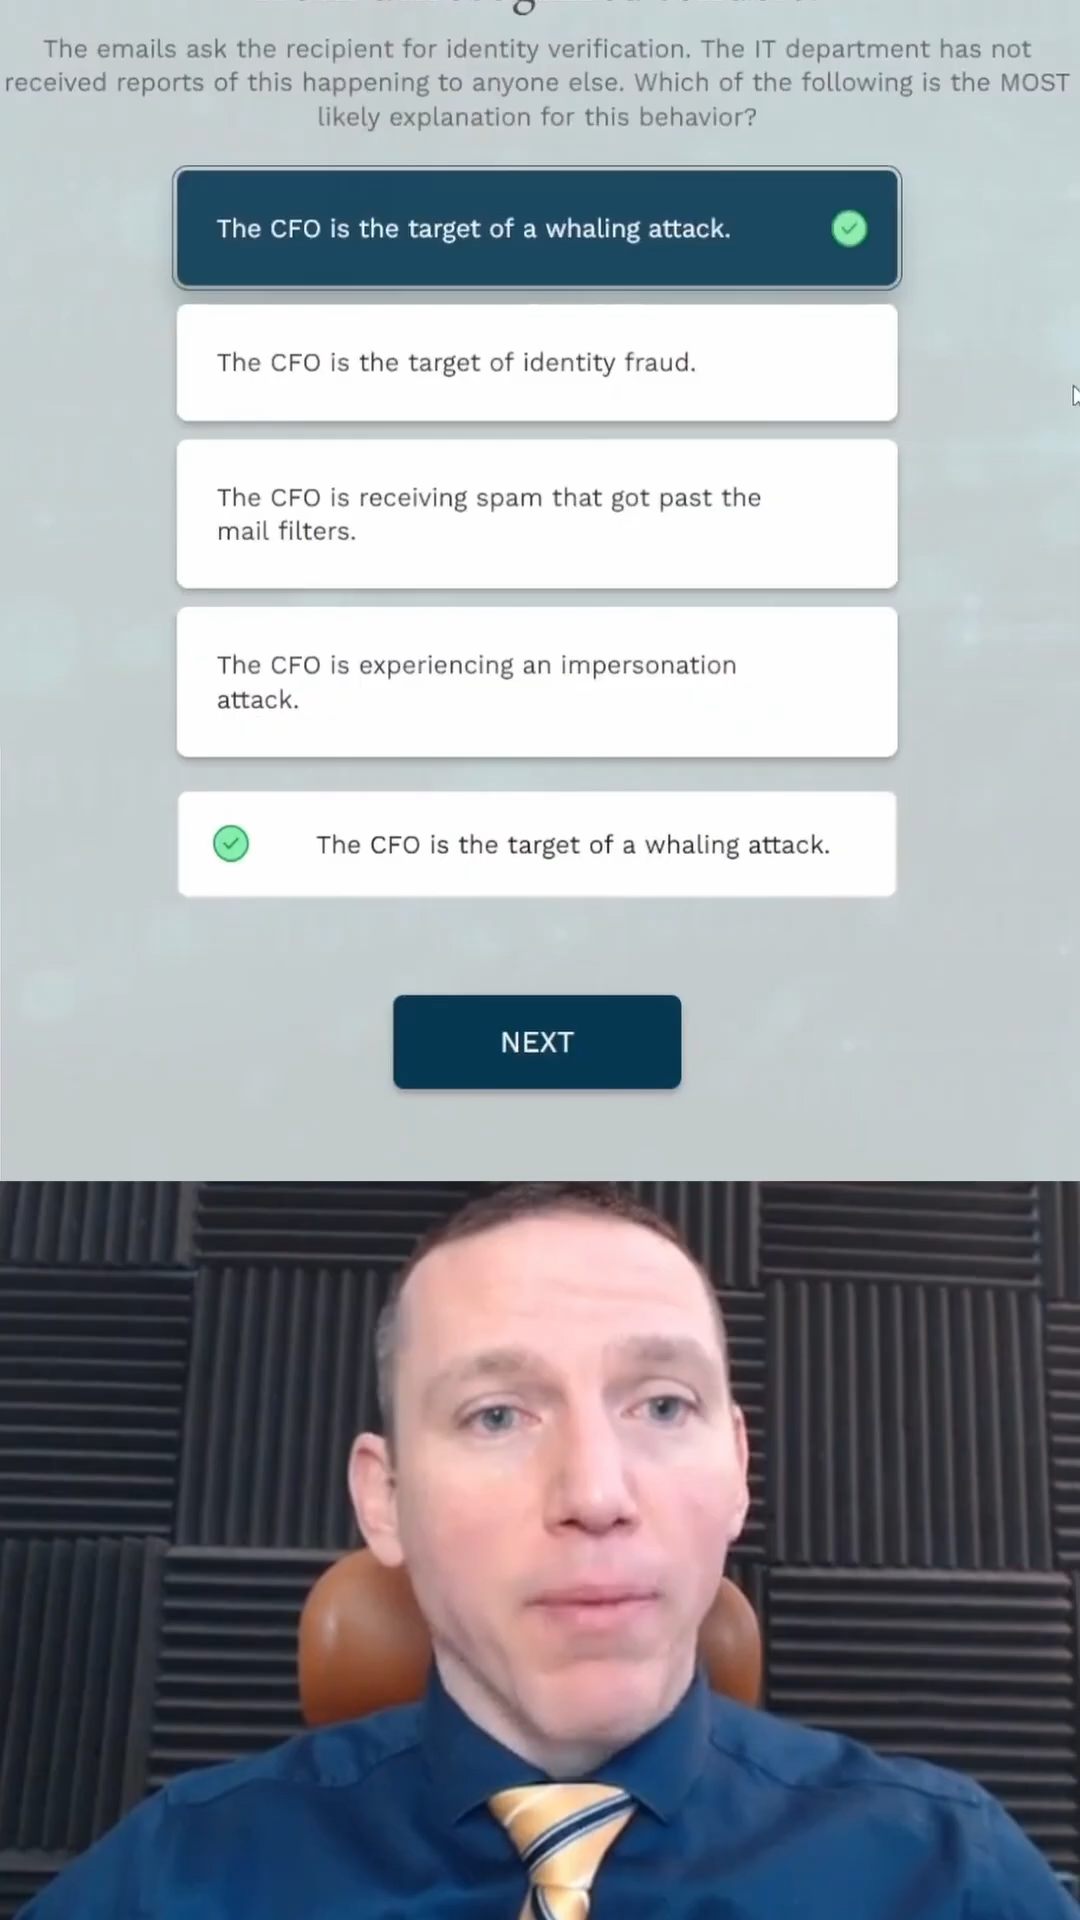 The emails ask the recipient for identity verification. The IT department has not
received reports of this happening to anyone else. Which of the following is the MOST
likely explanation for this behavior?
The CFO is the target of a whaling attack.
The CFO is the target of identity fraud.
The CFO is receiving spam that got past the
mail filters.
The CFO is experiencing an impersonation
attack.
The CFO is the target of a whaling attack.
NEXT